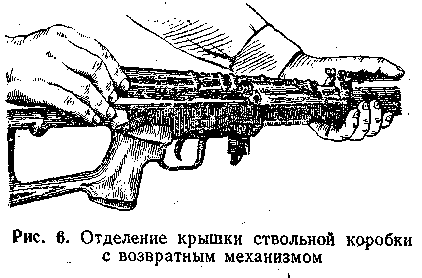 Рис. 6. Отделение крышки ствольной коробки
с возвратным механизмом